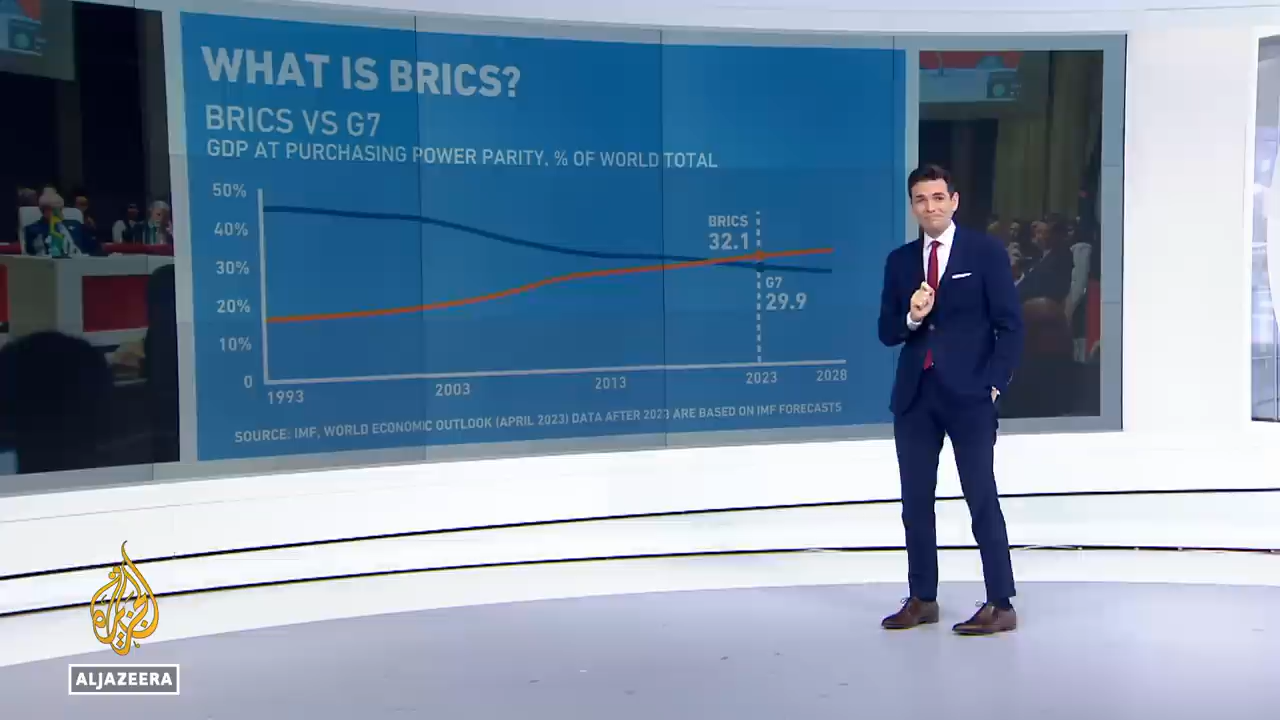 WHAT IS BRICS?
BRICS VS G7
GDP AT PURCHASING POWER PARITY, % OF WORLD TOTAL
50%
40%
30%
20%
10%
0
BRICS
32.1
G7
29.9
1993
2003
2013
2023
2028
SOURCE: IMF, WORLD ECONOMIC OUTLOOK (APRIL 2023) DATA AFTER 2023 ARE BASED ON IMF FORECASTS
الجزيرة
ALJAZEERA